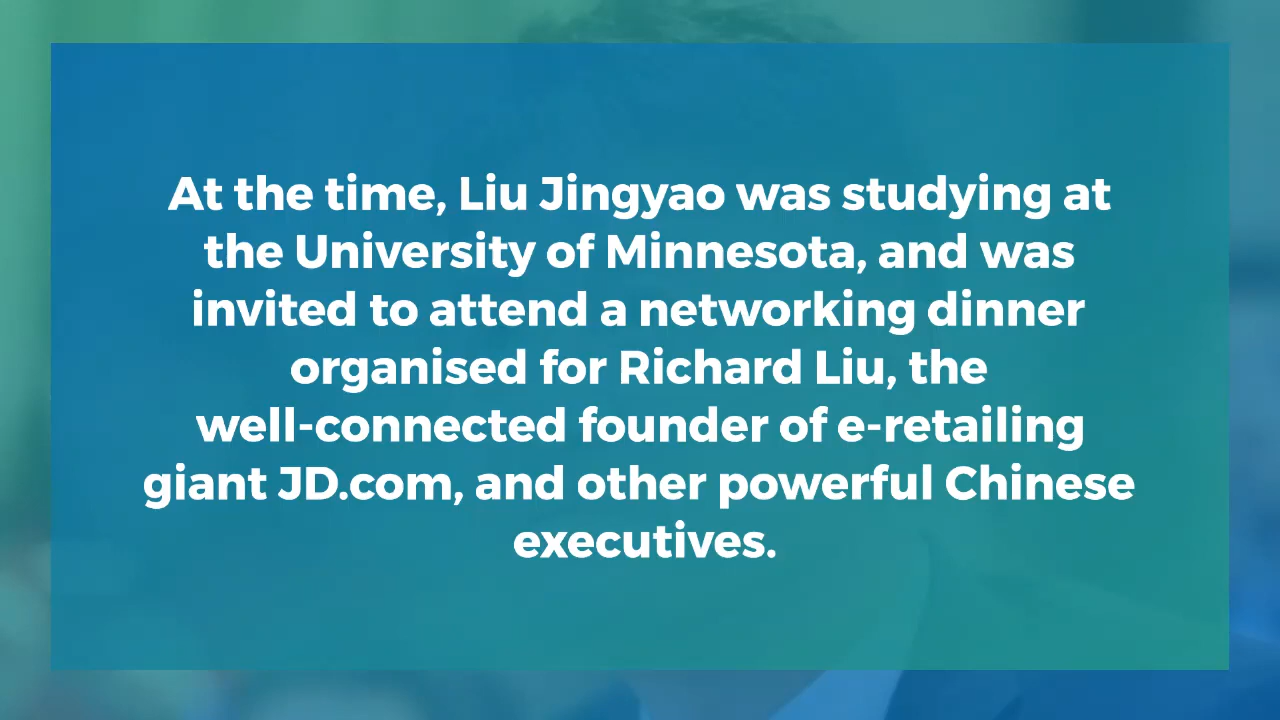 At the time, Liu Jingyao was studying at
the University of Minnesota, and was
invited to attend a networking dinner
organised for Richard Liu, the
well-connected founder of e-retailing
giant JD.com, and other powerful Chinese
executives.